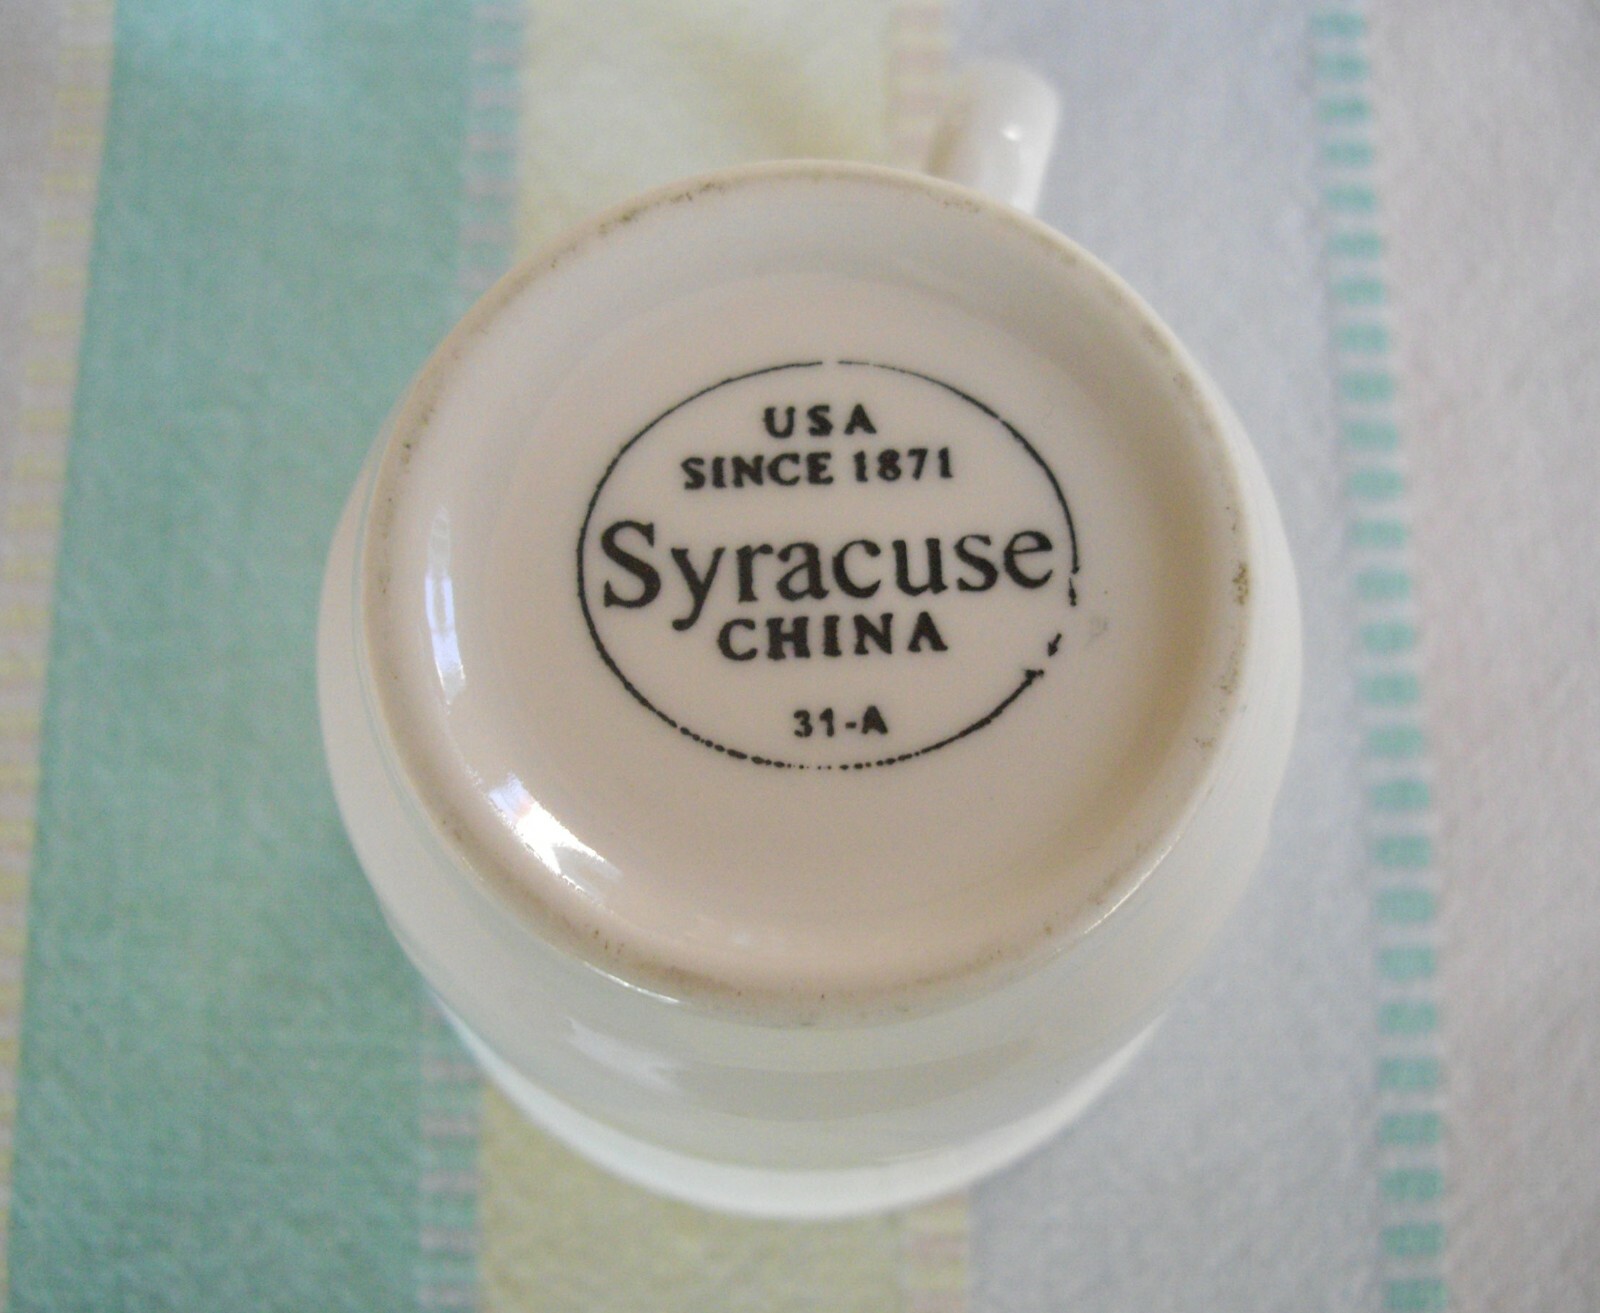 USA
SINCE 1871
Syracuse
CHINA
31-A